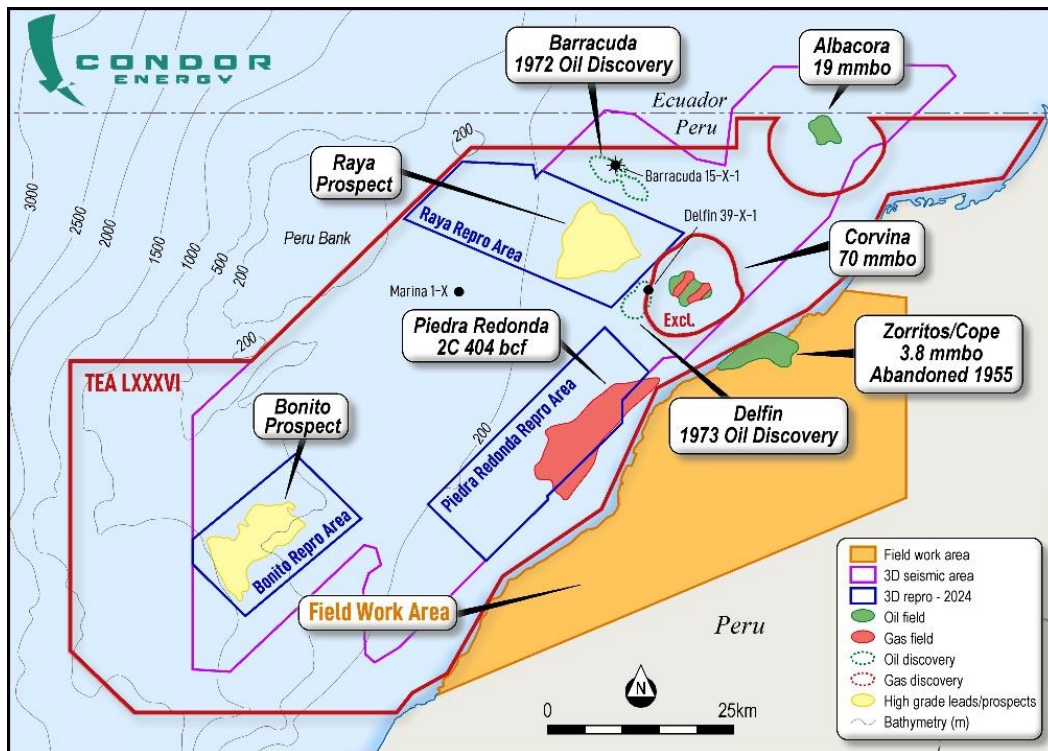 CONDOR
ENERGY
Barracuda
1972 Oil Discovery
Albacora
19 mmbo
Ecuador
Peru
200
3000
2500
2000
1500
1000
500
200
Raya
Prospect
Barracuda 15-X-1
Raya Repro Area
Delfin 39-X-1
Peru Bank
Corvina
70 mmbo
Marina 1-X
Excl.
Piedra Redonda
2C 404 bcf
Zorritos/Cope
3.8 mmbo
Abandoned 1955
200
TEA LXXXVI
Bonito
Prospect
200
Piedra Redonda Repro Area
Delfin
1973 Oil Discovery
Bonito Repro Area
Field Work Area
Peru
N
0
25km
Field work area
3D seismic area
3D repro - 2024
Oil field
Gas field
Oil discovery
Gas discovery
High grade leads/prospects
Bathymetry (m)